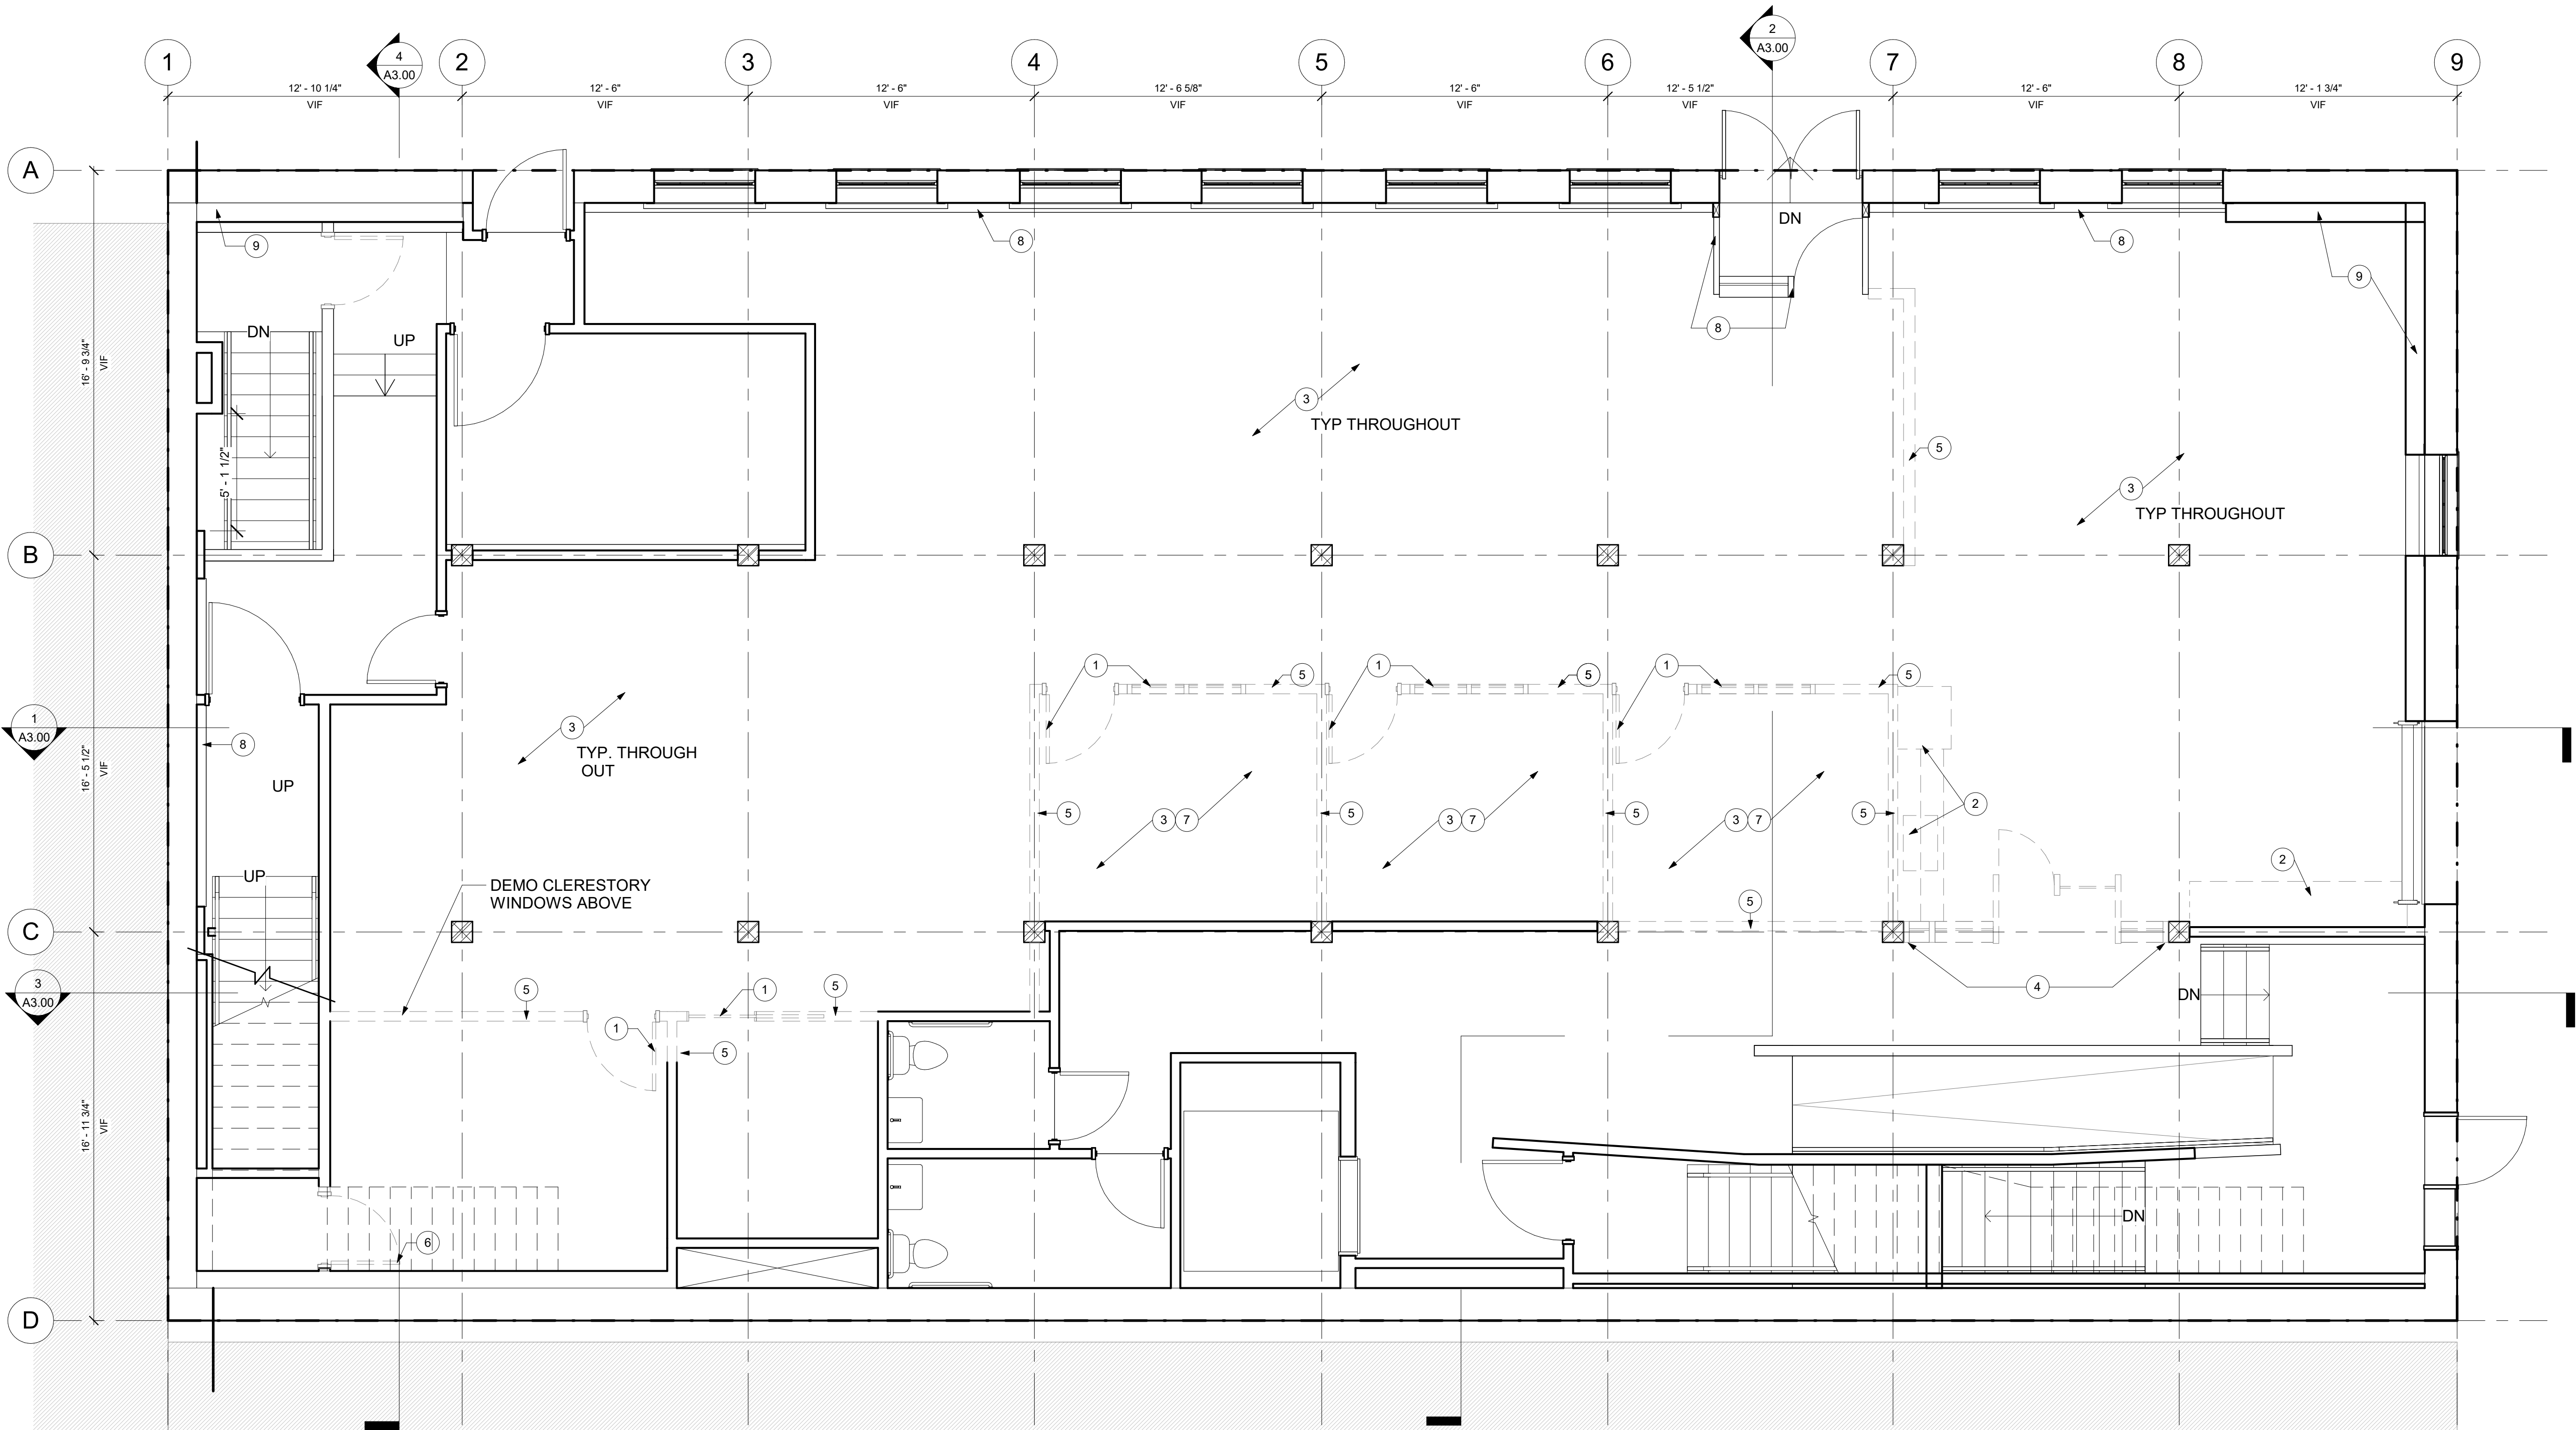 4
A3.00
2
A3.00
1
2
3
4
5
6
7
8
9
12' - 10 1/4"
VIF
12' - 6"
VIF
12' - 6"
VIF
12' - 6 5/8"
VIF
12' - 6"
VIF
12' - 5 1/2"
VIF
12' - 6"
VIF
12' - 1 3/4"
VIF
A
DN
9
8
8
9
8
DN
UP
16' - 9 3/4"
VIF
3
TYP THROUGHOUT
5
5' - 1 1/2"
3
TYP THROUGHOUT
B
1
5
1
5
1
5
1
A3.00
3
TYP. THROUGH
OUT
8
16' - 5 1/2"
VIF
UP
2
5
5
5
5
3
7
3
7
3
7
2
UP
DEMO CLERESTORY
WINDOWS ABOVE
5
C
3
A3.00
5
1
5
4
DN
1
5
16' - 11 3/4"
VIF
DN
6
D